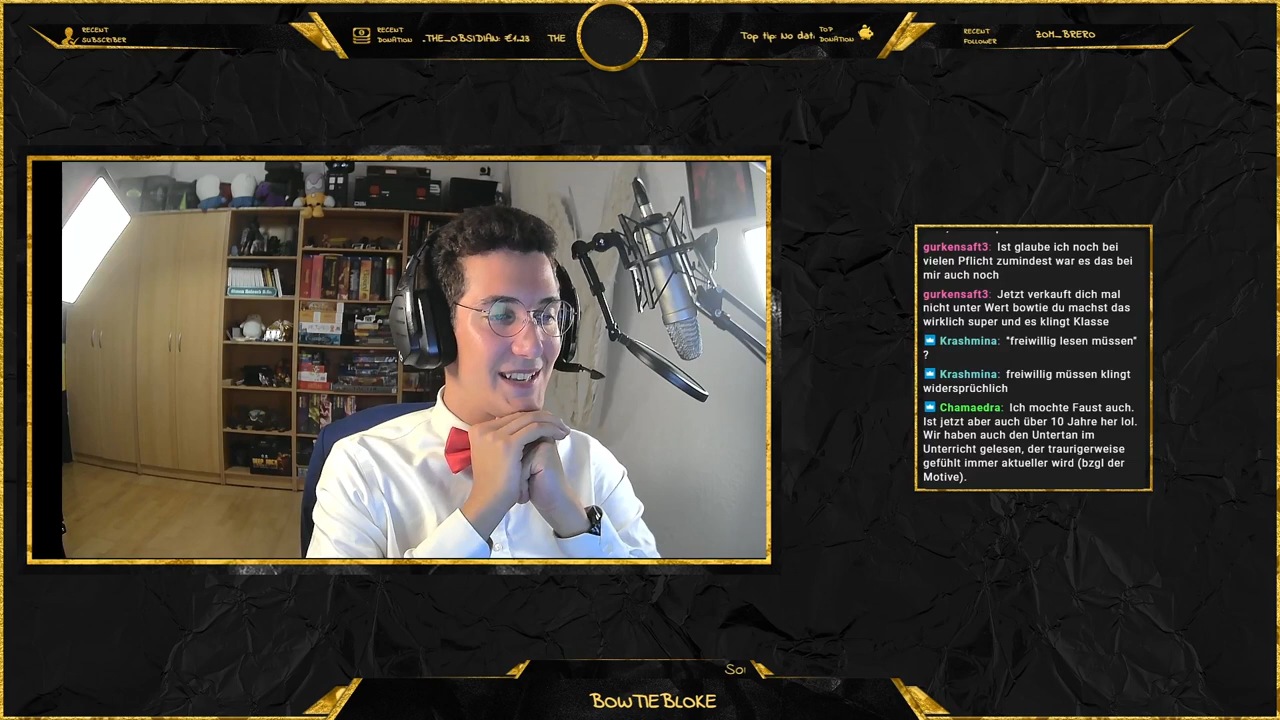 RECENT
SUBSCRIBER
RECENT
DONATION
.THE_OBSIDIAN: €1.23 THE
Top tip: No dat
TOP
DONATION
RECENT
FOLLOWER
ZOM_BRERO
gurkensaft3: Ist glaube ich noch bei
vielen Pflicht zumindest war es das bei
mir auch noch
gurkensaft3: Jetzt verkauft dich mal
nicht unter Wert bowtie du machst das
wirklich super und es klingt Klasse
Krashmina: "freiwillig lesen müssen"
?
Krashmina: freiwillig müssen klingt
widersprüchlich
Chamaedra: Ich mochte Faust auch.
Ist jetzt aber auch über 10 Jahre her lol.
Wir haben auch den Untertan im
Unterricht gelesen, der traurigerweise
gefühlt immer aktueller wird (bzgl der
Motive).
BOWTIEBLOKE